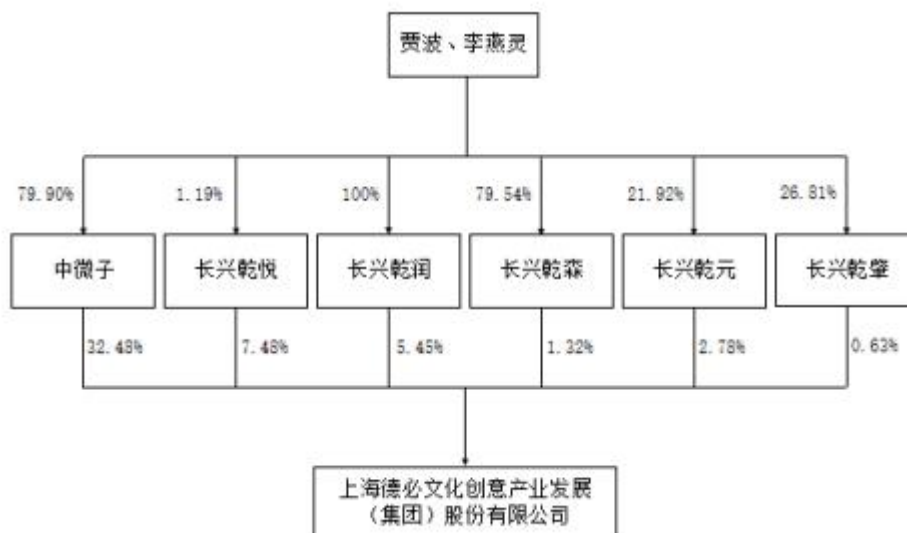 贾波、李燕灵
79.90%
1.19%
100%
79.54%
21.92%
26.81%
中微子
长兴乾悦
长兴乾润
长兴乾森
长兴乾元
长兴乾肇
32.48%
7.48%
5.45%
1.32%
2.78%
0.63%
上海德必文化创意产业发展
（集团）股份有限公司